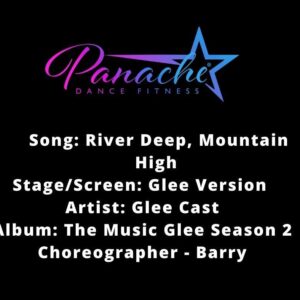 Panache®
DANCE FITNESS
Song: River Deep, Mountain
High
Stage/Screen: Glee Version
Artist: Glee Cast
Album: The Music Glee Season 2
Choreographer - Barry